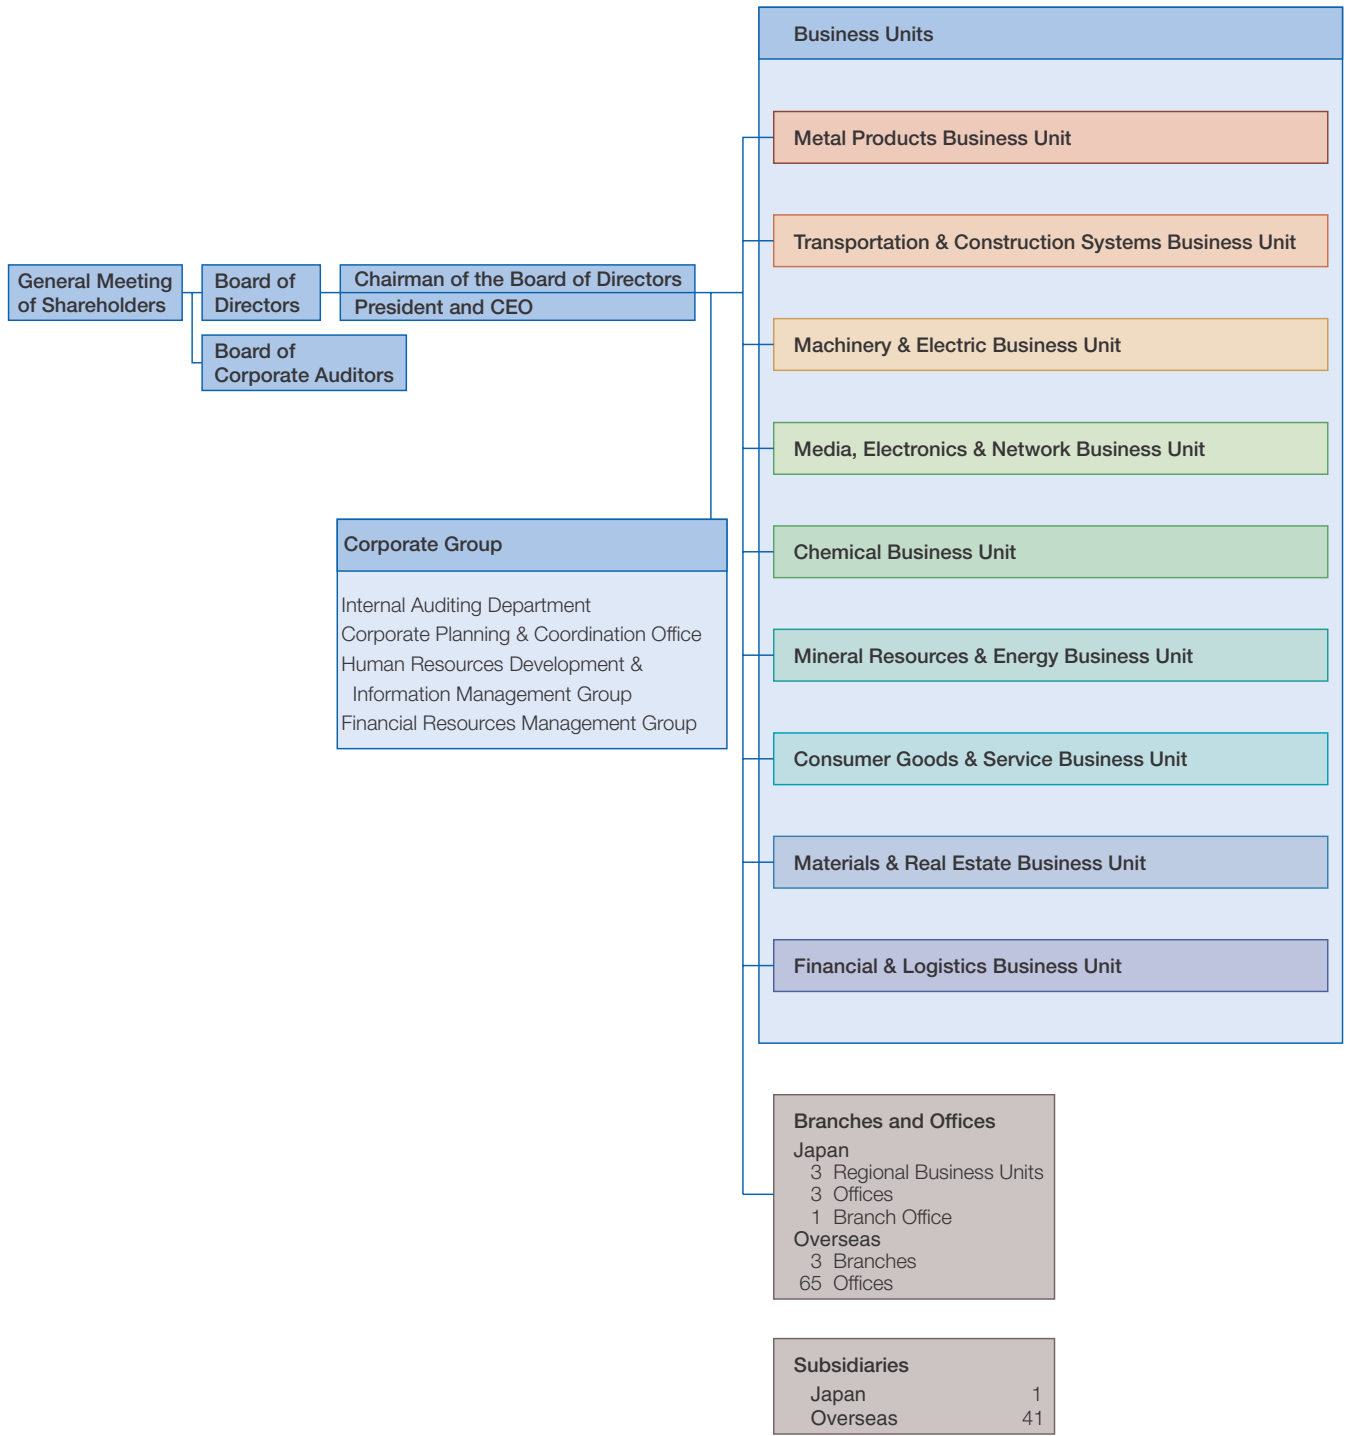 General Meeting
of Shareholders
Board of
Directors
Board of
Corporate Auditors
Chairman of the Board of Directors
President and CEO
Corporate Group
Internal Auditing Department
Corporate Planning & Coordination Office
Human Resources Development &
Information Management Group
Financial Resources Management Group
Business Units
Metal Products Business Unit
Transportation & Construction Systems Business Unit
Machinery & Electric Business Unit
Media, Electronics & Network Business Unit
Chemical Business Unit
Mineral Resources & Energy Business Unit
Consumer Goods & Service Business Unit
Materials & Real Estate Business Unit
Financial & Logistics Business Unit
Branches and Offices
Japan
3 Regional Business Units
3 Offices
1 Branch Office
Overseas
3 Branches
65 Offices
Subsidiaries
Japan 1
Overseas 41